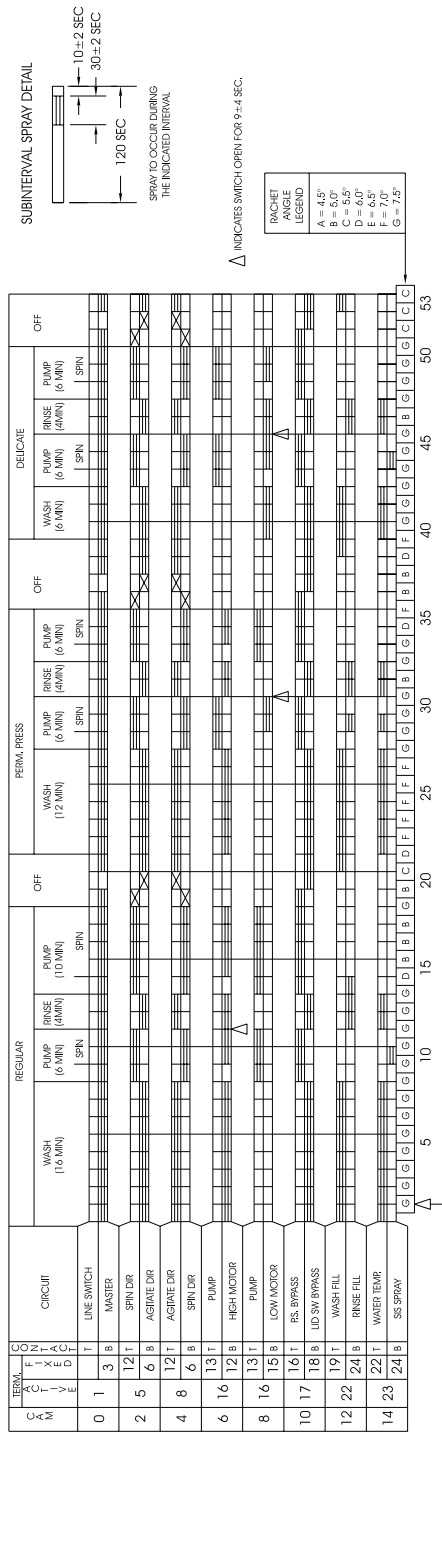 SUBINTERVAL SPRAY DETAIL
10±2 SEC
30±2 SEC
120 SEC
SPRAY TO OCCUR DURING
THE INDICATED INTERVAL
INDICATES SWITCH OPEN FOR 9±4 SEC.
RACHET
ANGLE
LEGEND
A = 4.5°
B = 5.0°
C = 5.5°
D = 6.0°
E = 6.5°
F = 7.0°
G = 7.5°
CAM
TERM.
ACTIVE
FIXED
CONTACT
CIRCUIT
REGULAR
WASH
(16 MIN)
PUMP
(6 MIN)
SPIN
RINSE
(4MIN)
PUMP
(10 MIN)
SPIN
OFF
PERM. PRESS
WASH
(12 MIN)
PUMP
(6 MIN)
SPIN
RINSE
(4MIN)
PUMP
(6 MIN)
SPIN
OFF
DELICATE
WASH
(6 MIN)
PUMP
(6 MIN)
SPIN
RINSE
(4MIN)
PUMP
(6 MIN)
SPIN
OFF
0 1 T LINE SWITCH
3 B MASTER
2 5 12 T SPIN DIR
6 B AGITATE DIR
4 8 12 T AGITATE DIR
6 B SPIN DIR
6 16 13 T PUMP
12 B HIGH MOTOR
8 16 13 T PUMP
15 B LOW MOTOR
10 17 16 T P.S. BYPASS
18 B LID SW BYPASS
12 22 19 T WASH FILL
24 B RINSE FILL
14 23 22 T WATER TEMP.
24 B SIS SPRAY
5 10 15 20 25 30 35 40 45 50 53